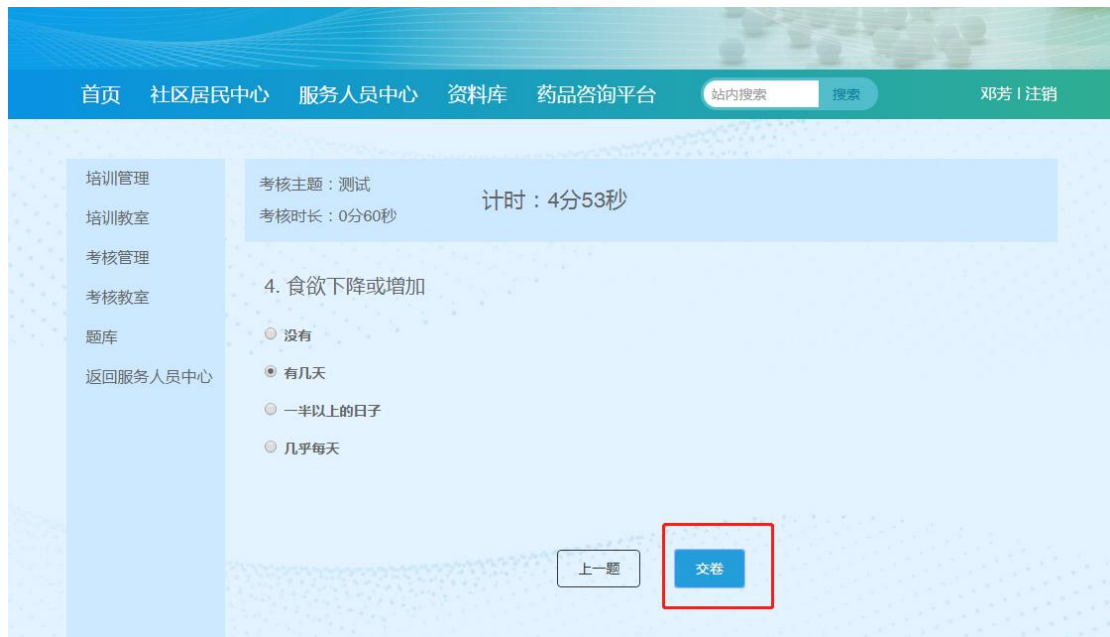 首页 社区居民中心 服务人员中心 资料库 药品咨询平台 站内搜索 搜索 邓芳 | 注销
培训管理
培训教室
考核管理
考核教室
题库
返回服务人员中心
考核主题：测试
考核时长：0分60秒
计时：4分53秒
4. 食欲下降或增加
没有
有几天
一半以上的日子
几乎每天
上一题 交卷